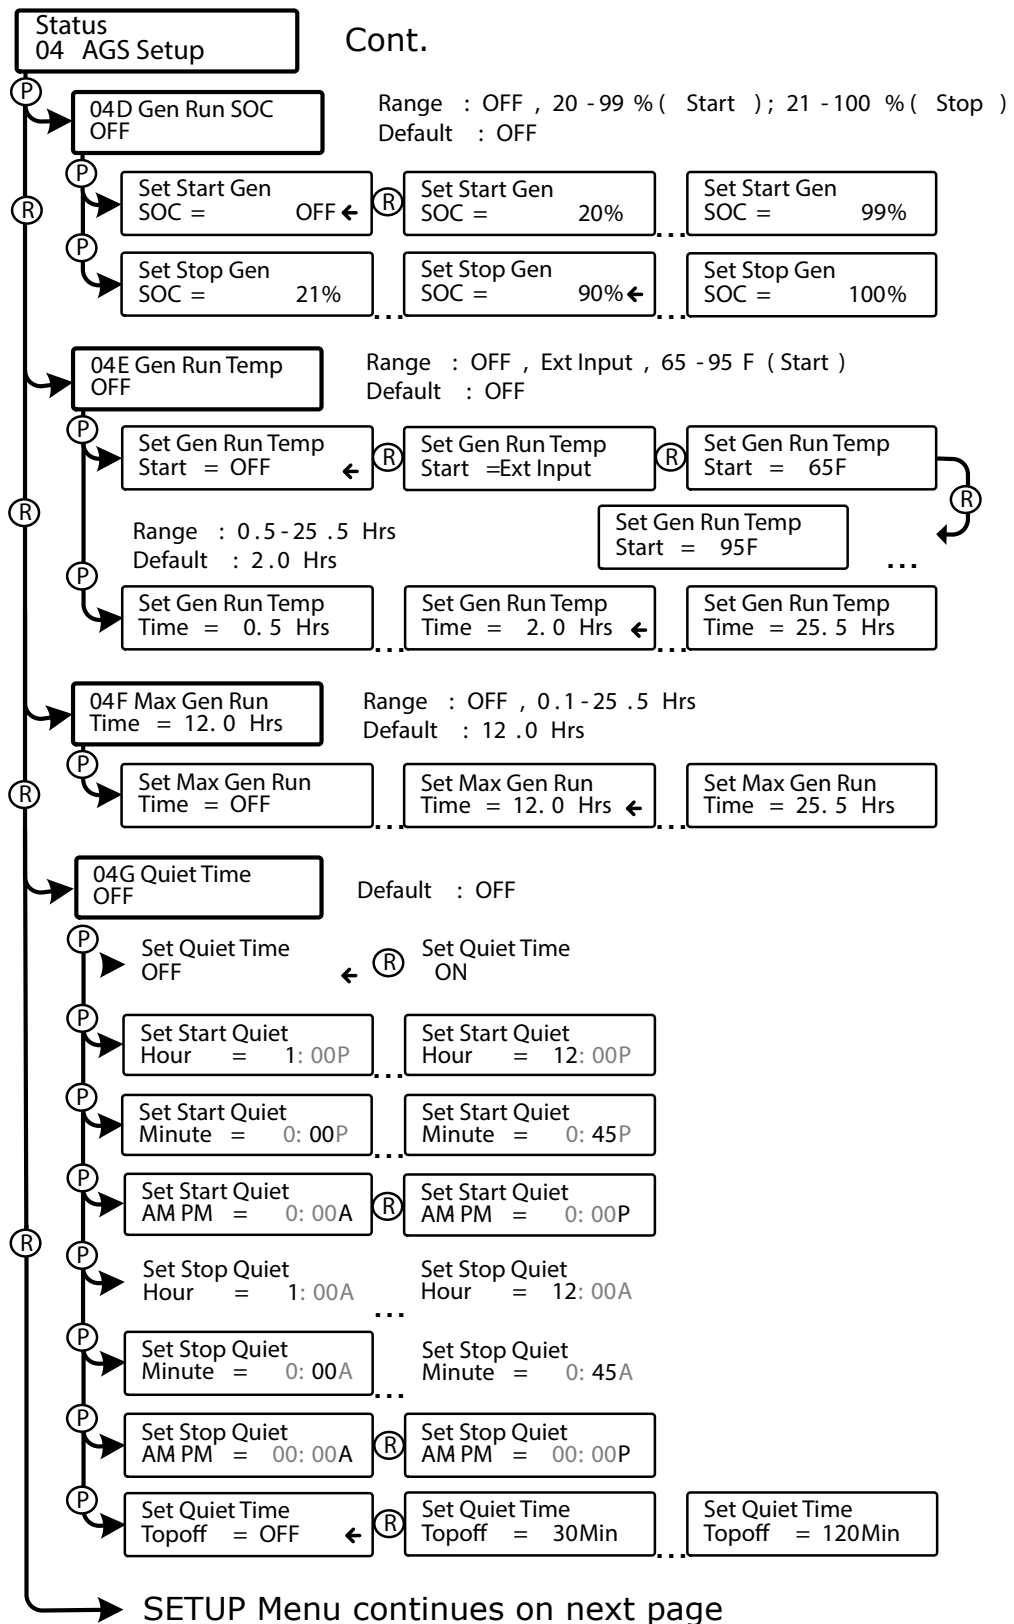 Status
04 AGS Setup
Cont.
P
04D Gen Run SOC
OFF
Range : OFF , 20 -99 % ( Start ) ; 21 -100 % ( Stop )
Default : OFF
P
R
Set Start Gen
SOC = OFF
R
Set Start Gen
SOC = 20%
...
Set Start Gen
SOC = 99%
P
Set Stop Gen
SOC = 21%
...
Set Stop Gen
SOC = 90%
...
Set Stop Gen
SOC = 100%
04E Gen Run Temp
OFF
Range : OFF , Ext Input , 65 -95 F ( Start )
Default : OFF
P
Set Gen Run Temp
Start = OFF
R
Set Gen Run Temp
Start =Ext Input
R
Set Gen Run Temp
Start = 65F
R
R
Range : 0.5-25 .5 Hrs
Default : 2.0 Hrs
Set Gen Run Temp
Start = 95F
...
P
Set Gen Run Temp
Time = 0. 5 Hrs
...
Set Gen Run Temp
Time = 2. 0 Hrs
...
Set Gen Run Temp
Time = 25. 5 Hrs
04F Max Gen Run
Time = 12. 0 Hrs
Range : OFF , 0.1-25 .5 Hrs
Default : 12 .0 Hrs
P
R
Set Max Gen Run
Time = OFF
...
Set Max Gen Run
Time = 12. 0 Hrs
...
Set Max Gen Run
Time = 25. 5 Hrs
04G Quiet Time
OFF
Default : OFF
P
Set Quiet Time
OFF
R
Set Quiet Time
ON
P
Set Start Quiet
Hour = 1: 00P
...
Set Start Quiet
Hour = 12: 00P
P
Set Start Quiet
Minute = 0: 00P
...
Set Start Quiet
Minute = 0: 45P
P
Set Start Quiet
AM PM = 0: 00A
R
Set Start Quiet
AM PM = 0: 00P
R
P
Set Stop Quiet
Hour = 1: 00A
...
Set Stop Quiet
Hour = 12: 00A
P
Set Stop Quiet
Minute = 0: 00A
...
Set Stop Quiet
Minute = 0: 45A
P
Set Stop Quiet
AM PM = 00: 00A
R
Set Stop Quiet
AM PM = 00: 00P
P
Set Quiet Time
Topoff = OFF
R
Set Quiet Time
Topoff = 30Min
...
Set Quiet Time
Topoff = 120Min
SETUP Menu continues on next page